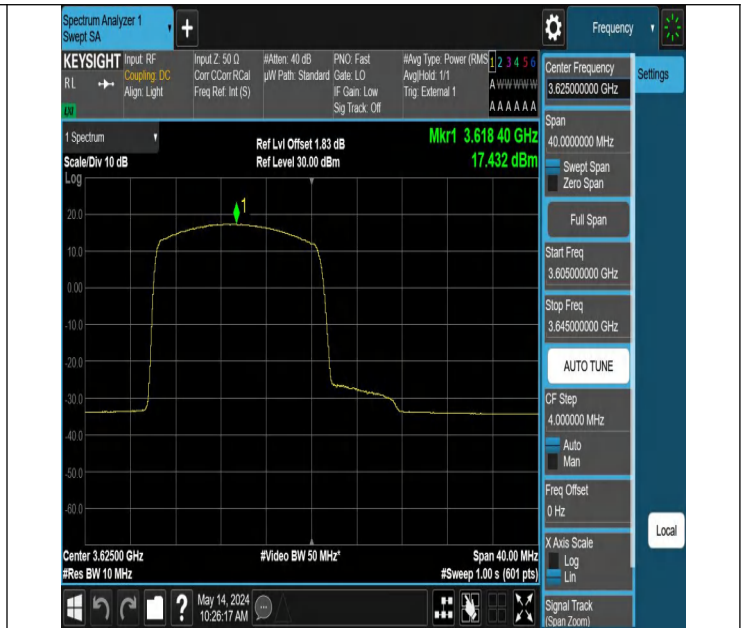 Spectrum Analyzer 1
Swept SA
+
Frequency
KEYSIGHT
RL
Input: RF
Coupling: DC
Align: Light
Input Z: 50 Ω
Corr CCorr RCal
Freq Ref: Int (S)
#Atten: 40 dB
µW Path: Standard
PNO: Fast
Gate: LO
IF Gain: Low
Sig Track: Off
#Avg Type: Power (RMS
Avg|Hold: 1/1
Trig: External 1
1 2 3 4 5 6
A W W W W W
A A A A A A
1 Spectrum
Scale/Div 10 dB
Log
Ref Lvl Offset 1.83 dB
Ref Level 30.00 dBm
Mkr1 3.618 40 GHz
17.432 dBm
1
20.0
10.0
0.00
-10.0
-20.0
-30.0
-40.0
-50.0
-60.0
Center 3.62500 GHz
#Res BW 10 MHz
#Video BW 50 MHz*
Span 40.00 MHz
#Sweep 1.00 s (601 pts)
Center Frequency
3.625000000 GHz
Settings
Span
40.0000000 MHz
Swept Span
Zero Span
Full Span
Start Freq
3.605000000 GHz
Stop Freq
3.645000000 GHz
AUTO TUNE
CF Step
4.000000 MHz
Auto
Man
Freq Offset
0 Hz
X Axis Scale
Log
Lin
Local
Signal Track
(Span Zoom)
?
May 14, 2024
10:26:17 AM